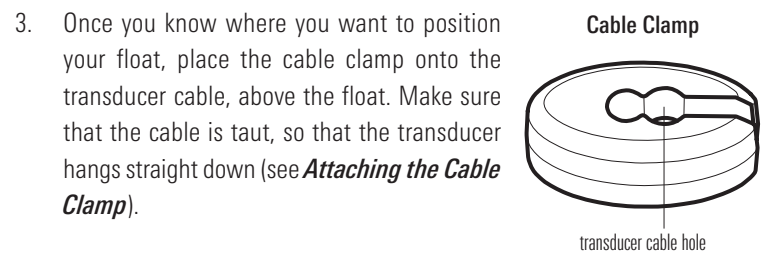 3. Once you know where you want to position
your float, place the cable clamp onto the
transducer cable, above the float. Make sure
that the cable is taut, so that the transducer
hangs straight down (see Attaching the Cable
Clamp).
Cable Clamp
transducer cable hole